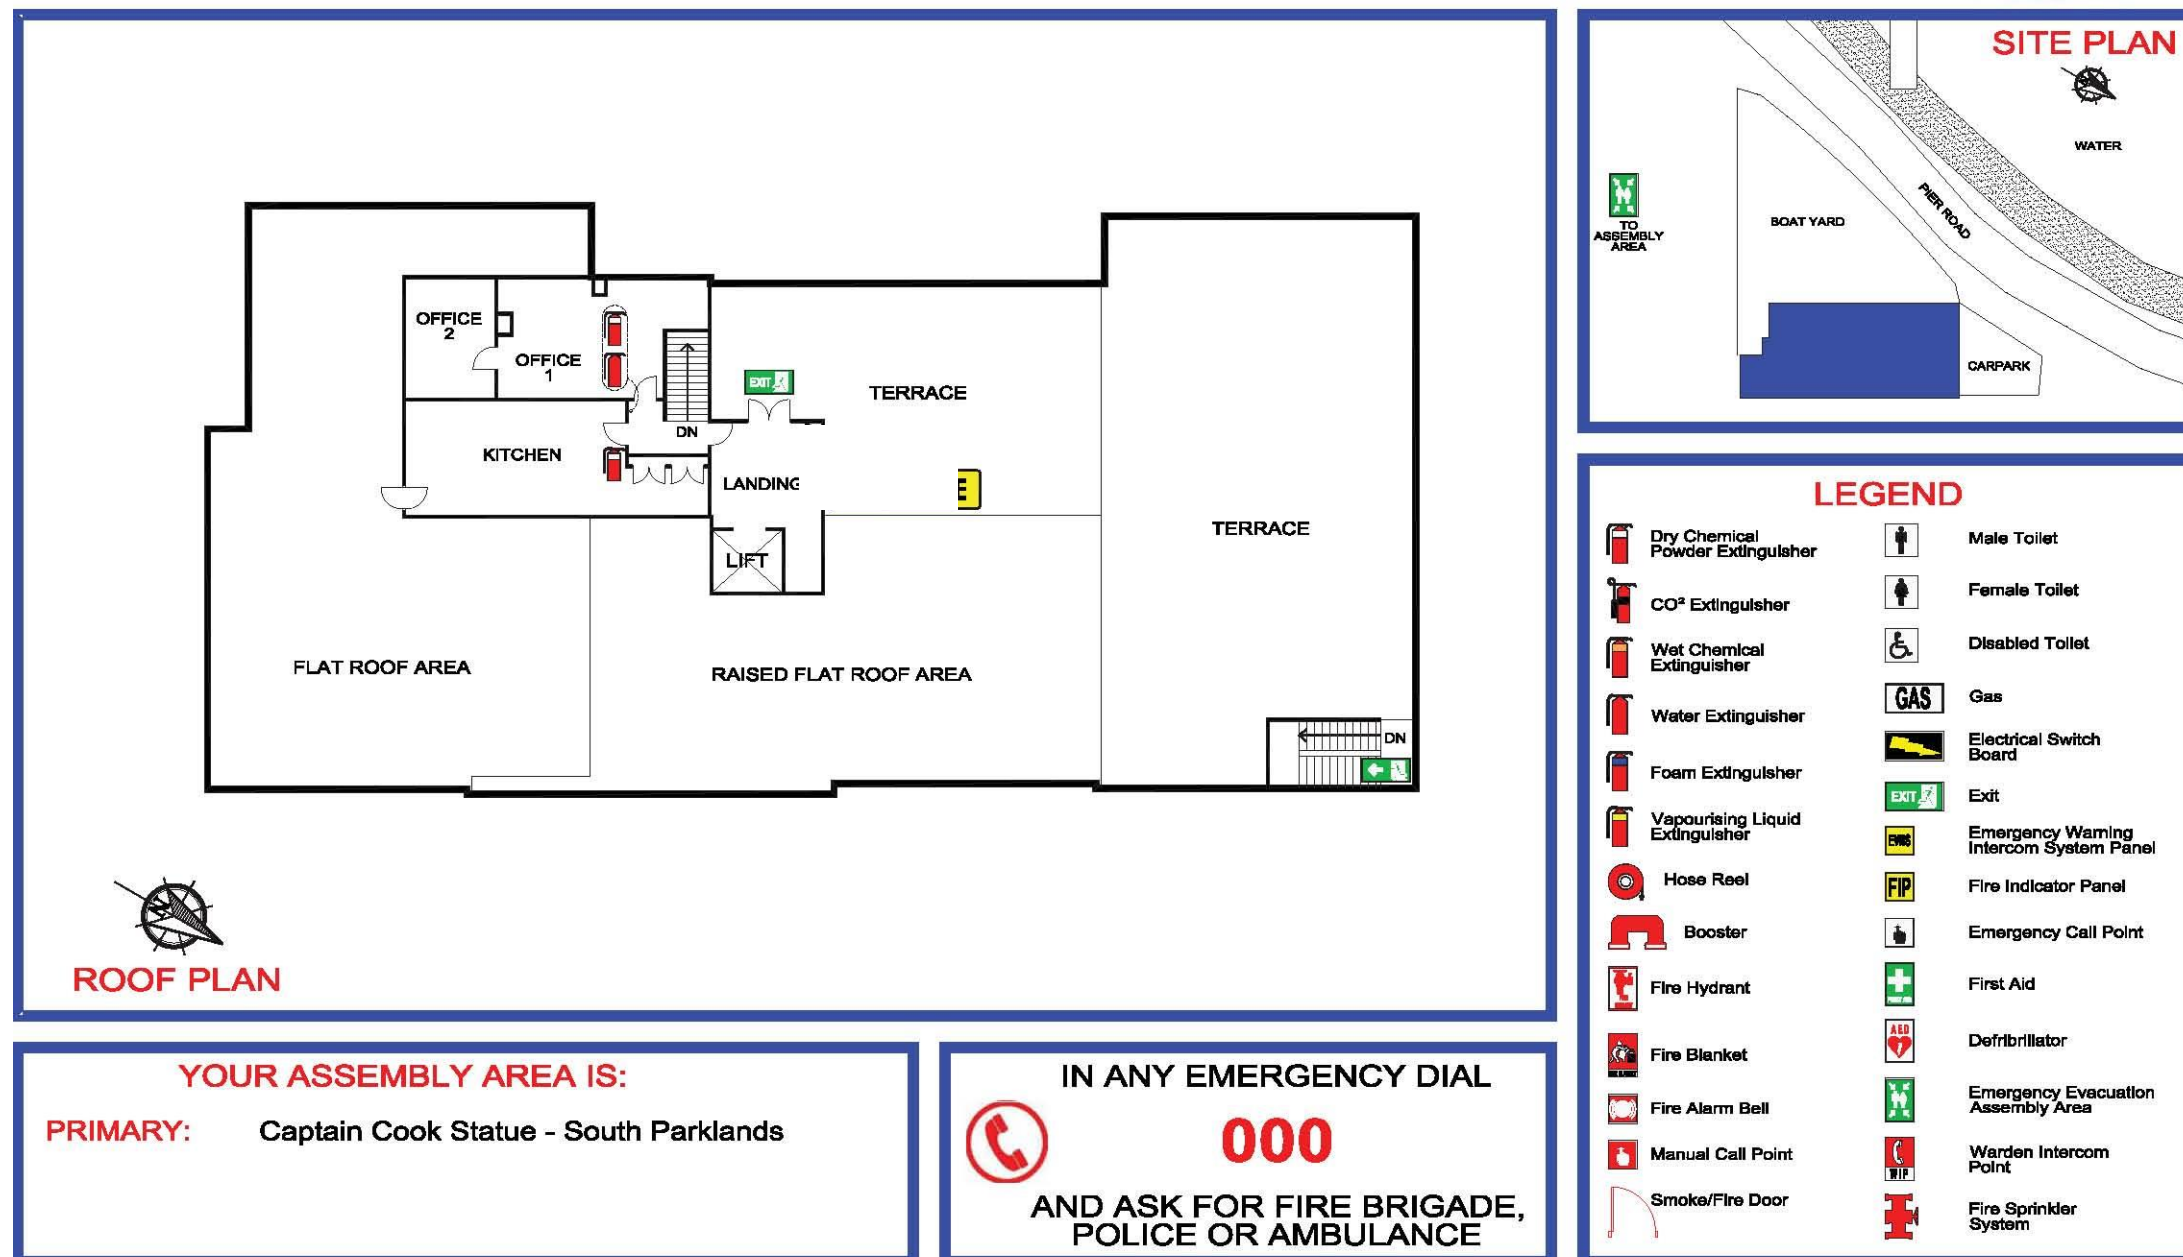 OFFICE
2
OFFICE
1
EXIT
TERRACE
KITCHEN
DN
LANDING
E
LIFT
TERRACE
FLAT ROOF AREA
RAISED FLAT ROOF AREA
DN
N
ROOF PLAN
SITE PLAN
WATER
PIER ROAD
BOAT YARD
TO
ASSEMBLY
AREA
CARPARK
LEGEND
Dry Chemical
Powder Extinguisher
CO² Extinguisher
Wet Chemical
Extinguisher
Water Extinguisher
Foam Extinguisher
Vapourising Liquid
Extinguisher
Hose Reel
Booster
Fire Hydrant
Fire Blanket
Fire Alarm Bell
Manual Call Point
Smoke/Fire Door
Male Toilet
Female Toilet
Disabled Toilet
GAS Gas
Electrical Switch
Board
EXIT Exit
EWIS Emergency Warning
Intercom System Panel
FIP Fire Indicator Panel
Emergency Call Point
First Aid
AED Defribrillator
Emergency Evacuation
Assembly Area
WIP Warden Intercom
Point
Fire Sprinkler
System
YOUR ASSEMBLY AREA IS:
PRIMARY: Captain Cook Statue - South Parklands
IN ANY EMERGENCY DIAL
000
AND ASK FOR FIRE BRIGADE,
POLICE OR AMBULANCE